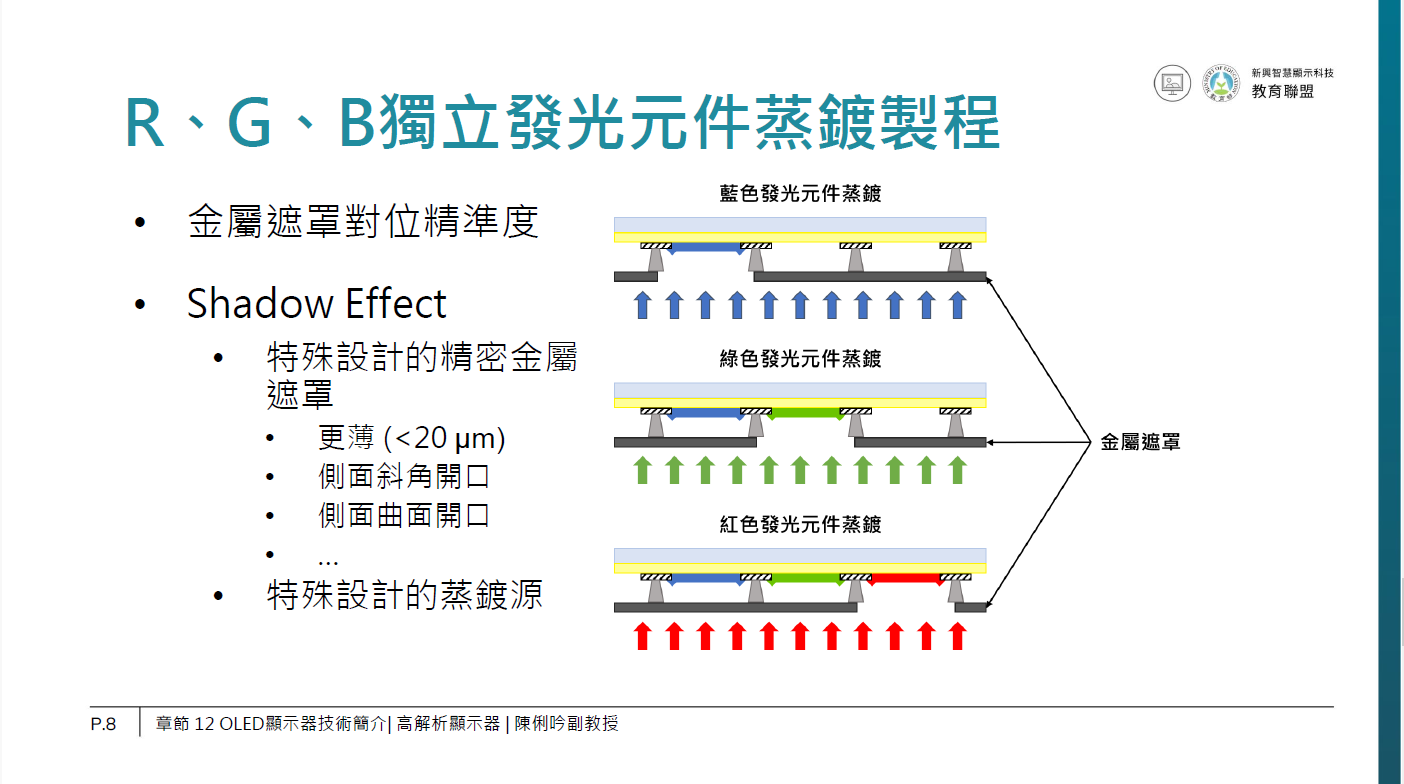 新興智慧顯示科技
教育聯盟
R、G、B獨立發光元件蒸鍍製程
• 金屬遮罩對位精準度
• Shadow Effect
• 特殊設計的精密金屬
遮罩
• 更薄 (<20 μm)
• 側面斜角開口
• 側面曲面開口
• ...
• 特殊設計的蒸鍍源
藍色發光元件蒸鍍
綠色發光元件蒸鍍
金屬遮罩
紅色發光元件蒸鍍
P.8
章節 12 OLED顯示器技術簡介| 高解析顯示器 | 陳俐吟副教授